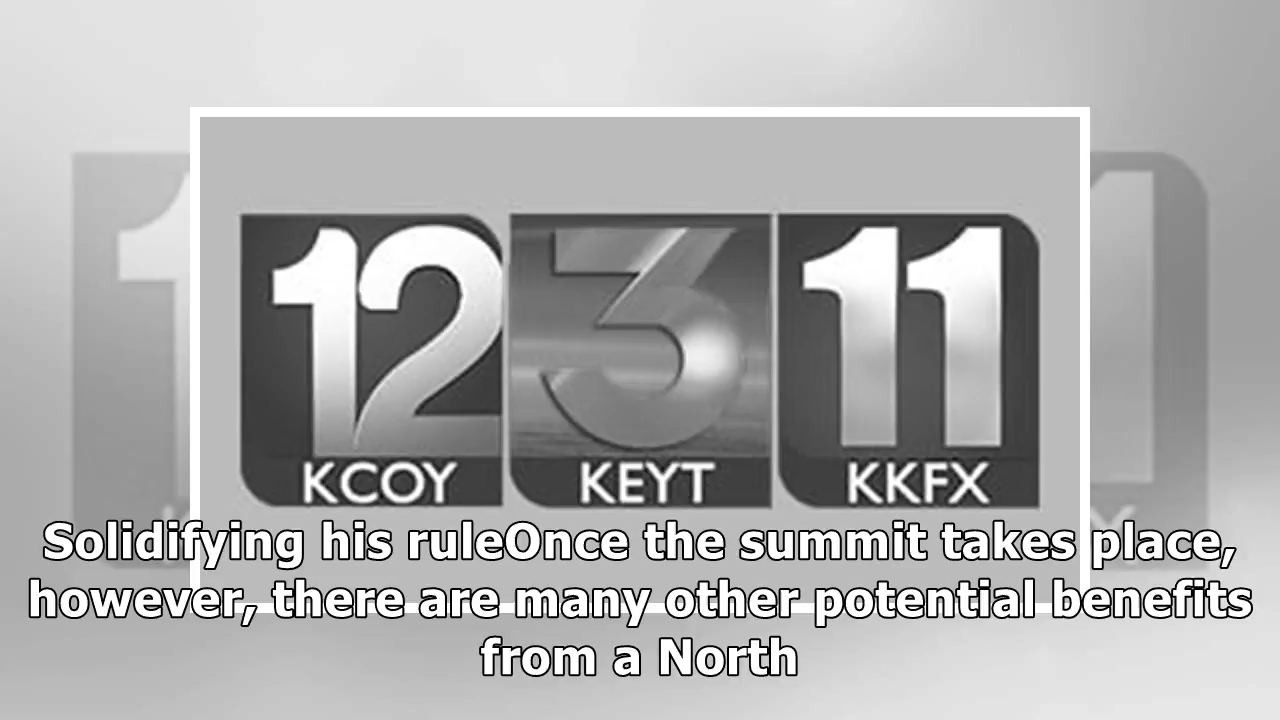 12 3 11
KCOY KEYT KKFX
Solidifying his ruleOnce the summit takes place,
however, there are many other potential benefits
from a North